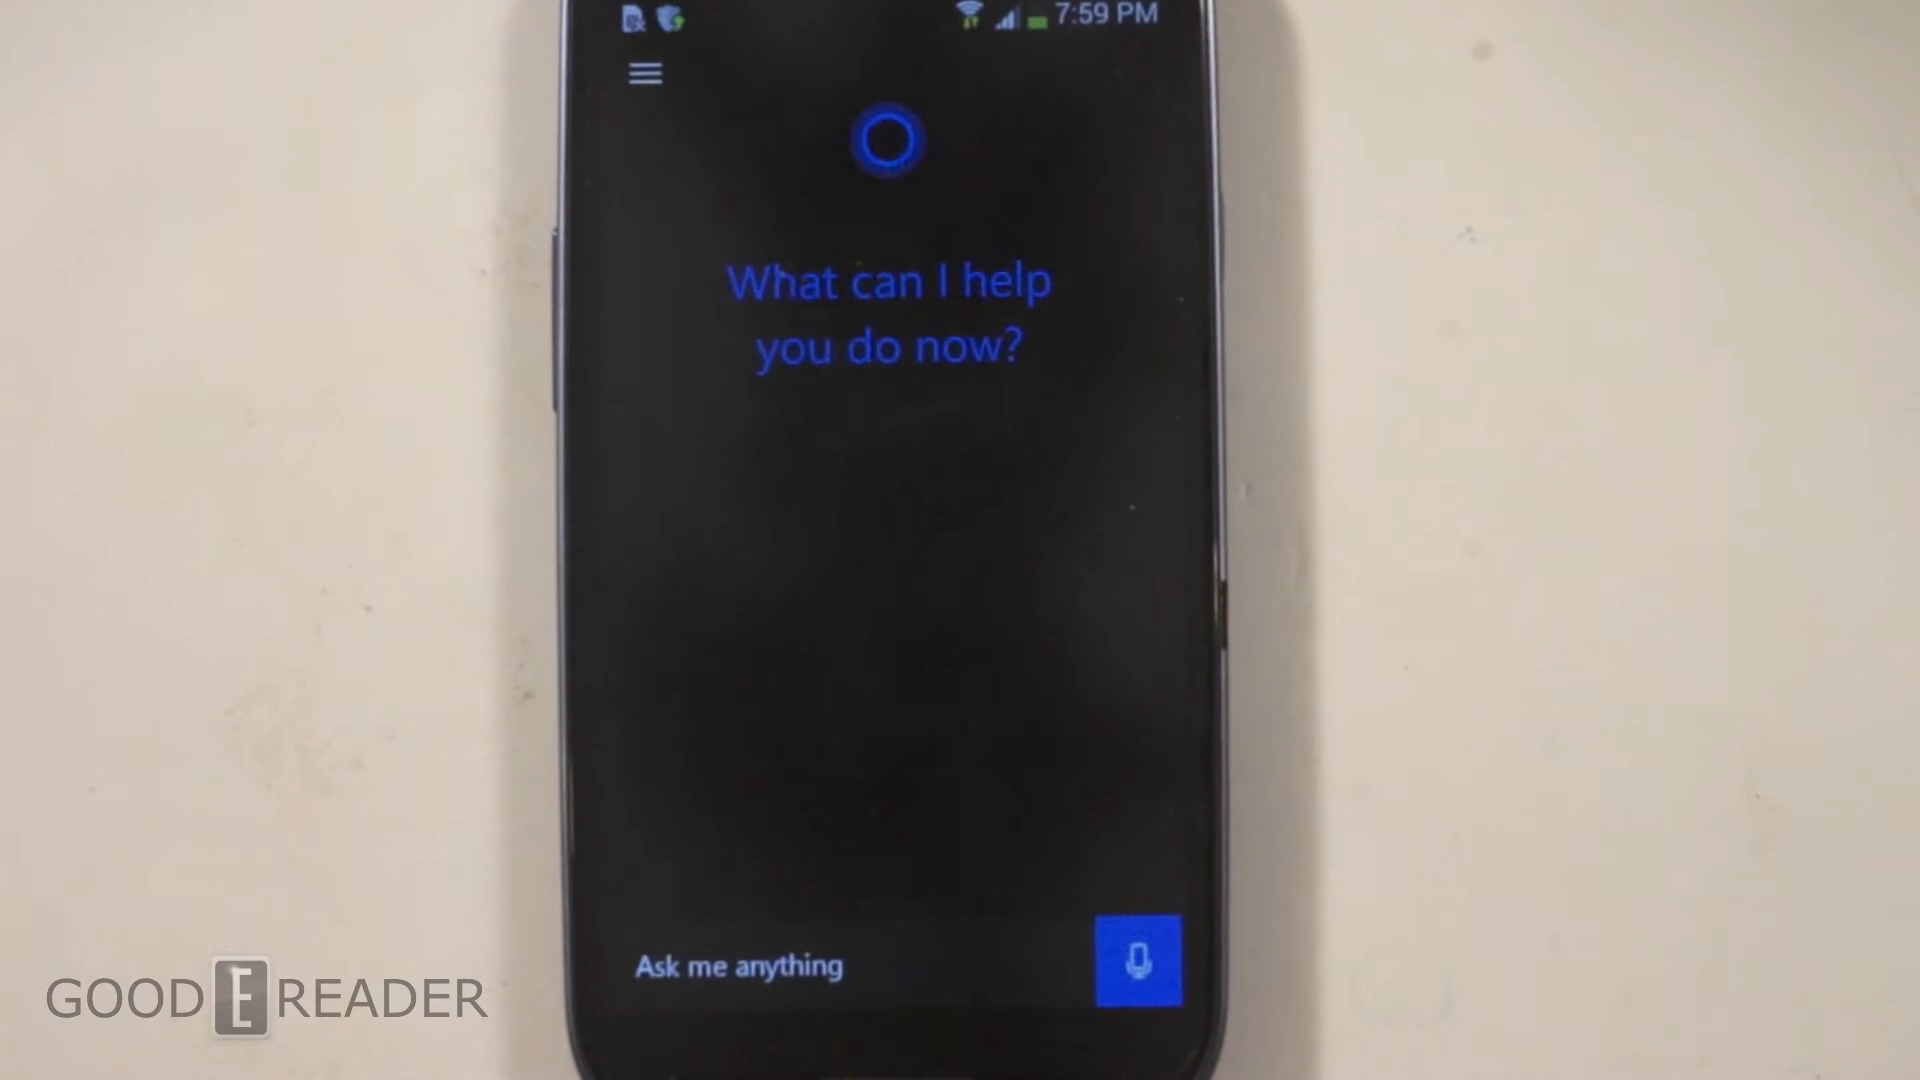 7:59 PM
What can I help
you do now?
Ask me anything
GOOD E READER